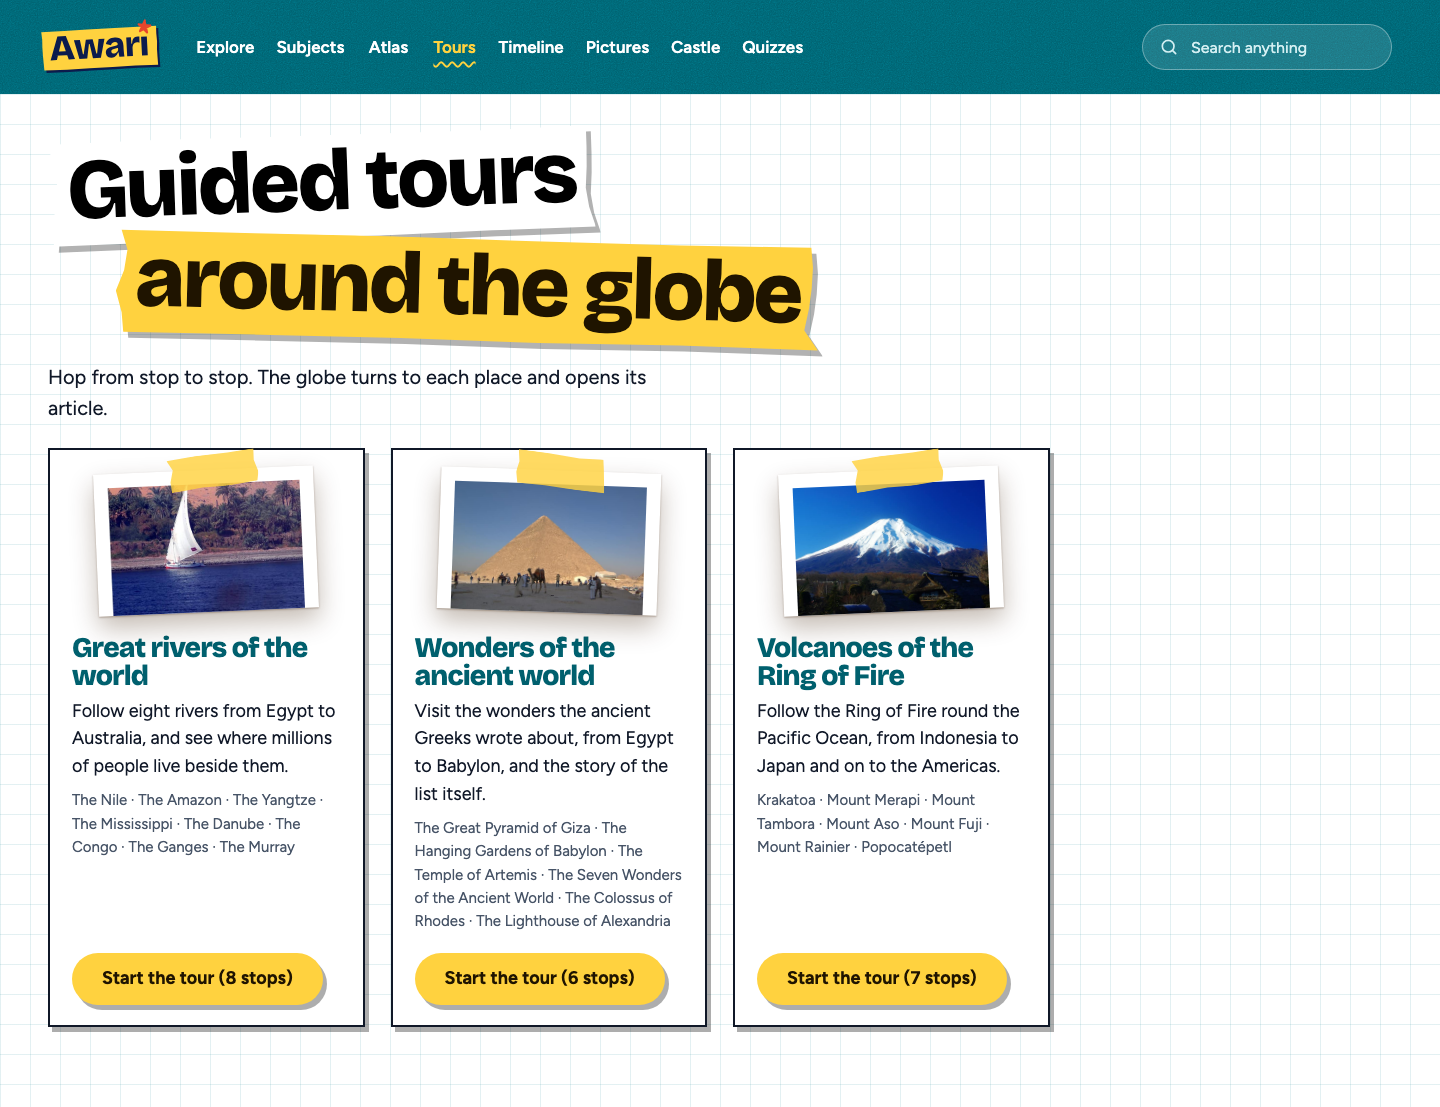 Awari
Explore Subjects Atlas Tours Timeline Pictures Castle Quizzes
Search anything
Guided tours
around the globe
Hop from stop to stop. The globe turns to each place and opens its
article.
Great rivers of the
world
Follow eight rivers from Egypt to
Australia, and see where millions
of people live beside them.
The Nile · The Amazon · The Yangtze ·
The Mississippi · The Danube · The
Congo · The Ganges · The Murray
Start the tour (8 stops)
Wonders of the
ancient world
Visit the wonders the ancient
Greeks wrote about, from Egypt
to Babylon, and the story of the
list itself.
The Great Pyramid of Giza · The
Hanging Gardens of Babylon · The
Temple of Artemis · The Seven Wonders
of the Ancient World · The Colossus of
Rhodes · The Lighthouse of Alexandria
Start the tour (6 stops)
Volcanoes of the
Ring of Fire
Follow the Ring of Fire round the
Pacific Ocean, from Indonesia to
Japan and on to the Americas.
Krakatoa · Mount Merapi · Mount
Tambora · Mount Aso · Mount Fuji ·
Mount Rainier · Popocatépetl
Start the tour (7 stops)